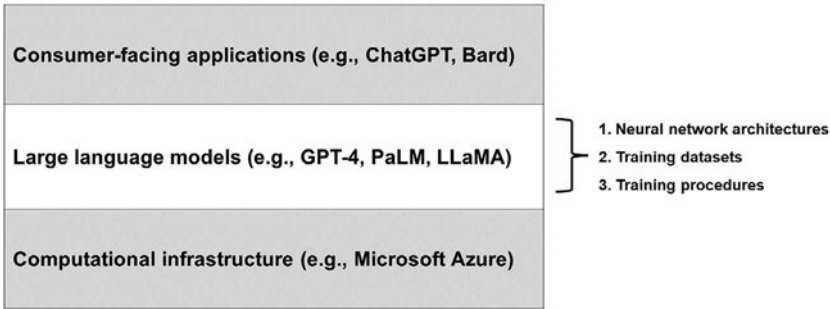 Consumer-facing applications (e.g., ChatGPT, Bard)
Large language models (e.g., GPT-4, PaLM, LLaMA)
1. Neural network architectures
2. Training datasets
3. Training procedures
Computational infrastructure (e.g., Microsoft Azure)